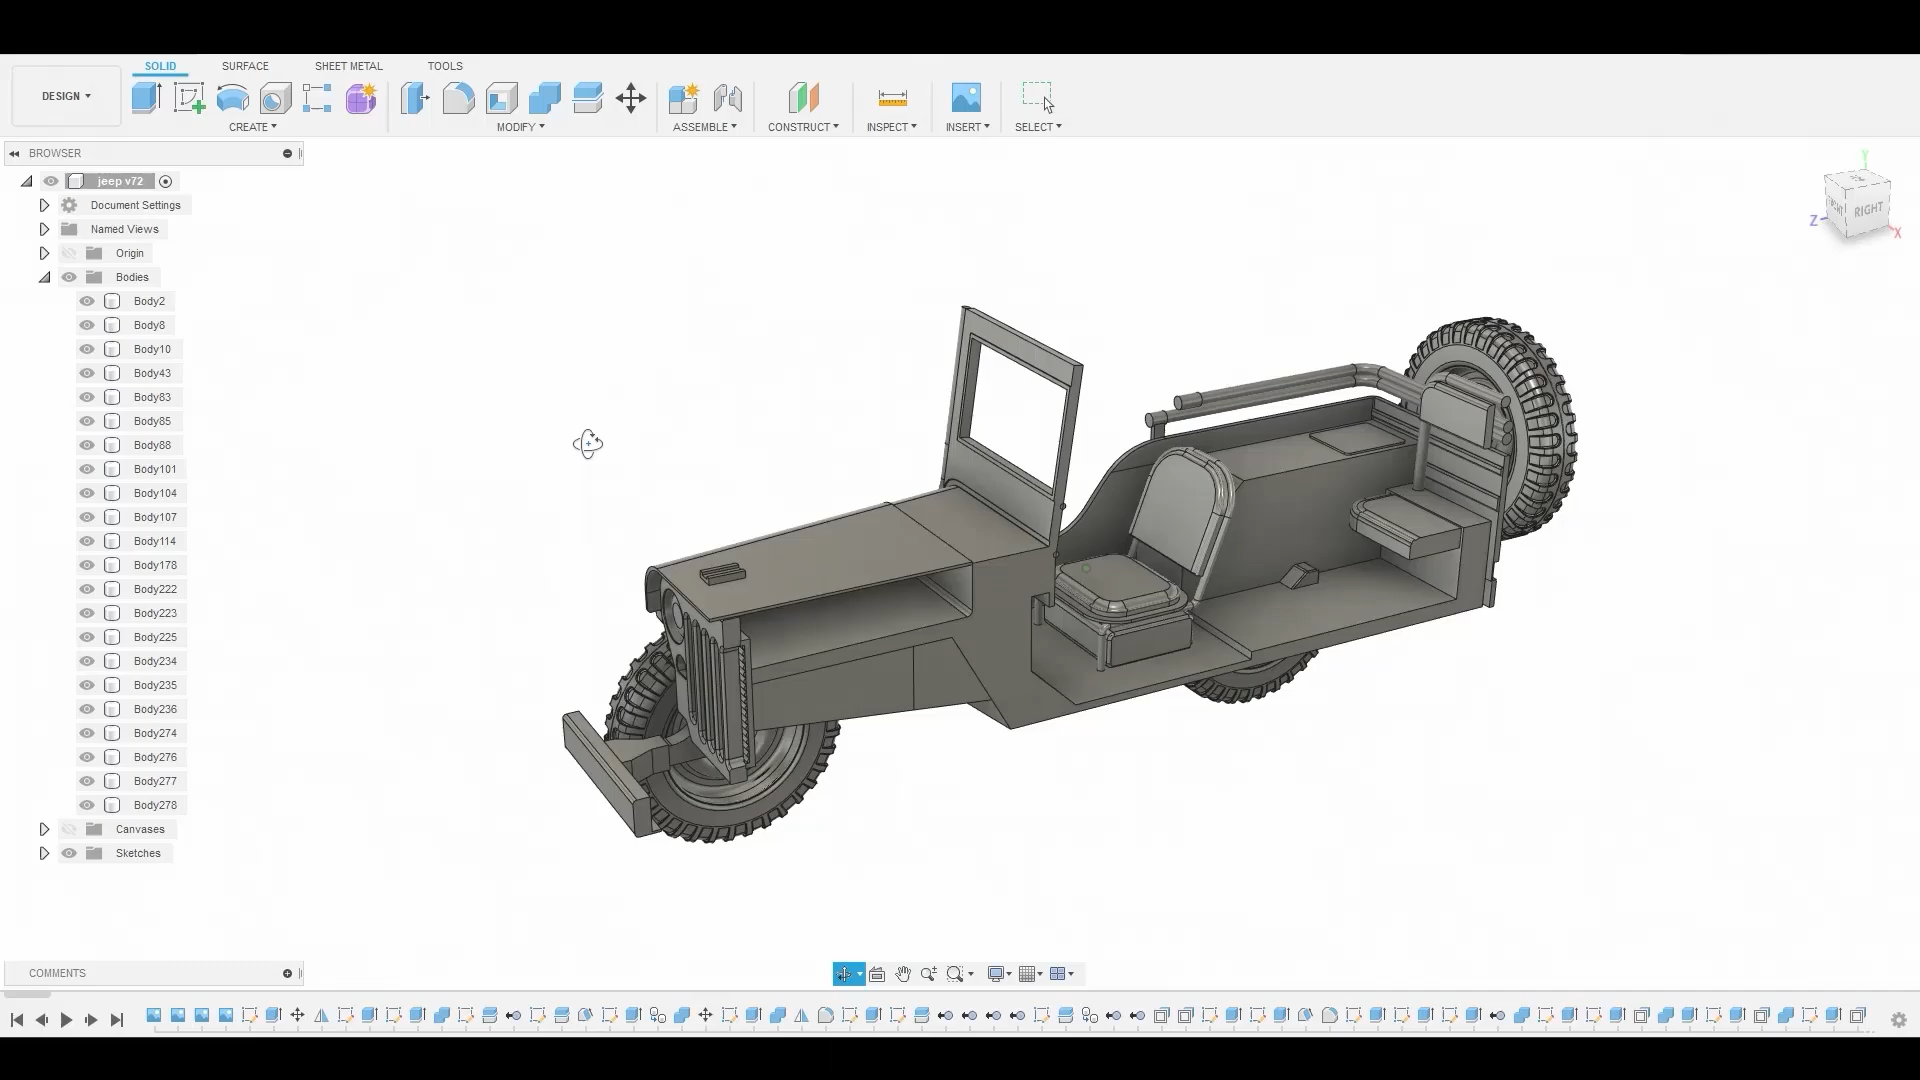 SOLID SURFACE SHEET METAL TOOLS
DESIGN
CREATE MODIFY ASSEMBLE CONSTRUCT INSPECT INSERT SELECT
BROWSER
jeep v72
Document Settings
Named Views
Origin
Bodies
Body2
Body8
Body10
Body43
Body83
Body85
Body88
Body101
Body104
Body107
Body114
Body178
Body222
Body223
Body225
Body234
Body235
Body236
Body274
Body276
Body277
Body278
Canvases
Sketches
COMMENTS
Y
RIGHT
Z
X